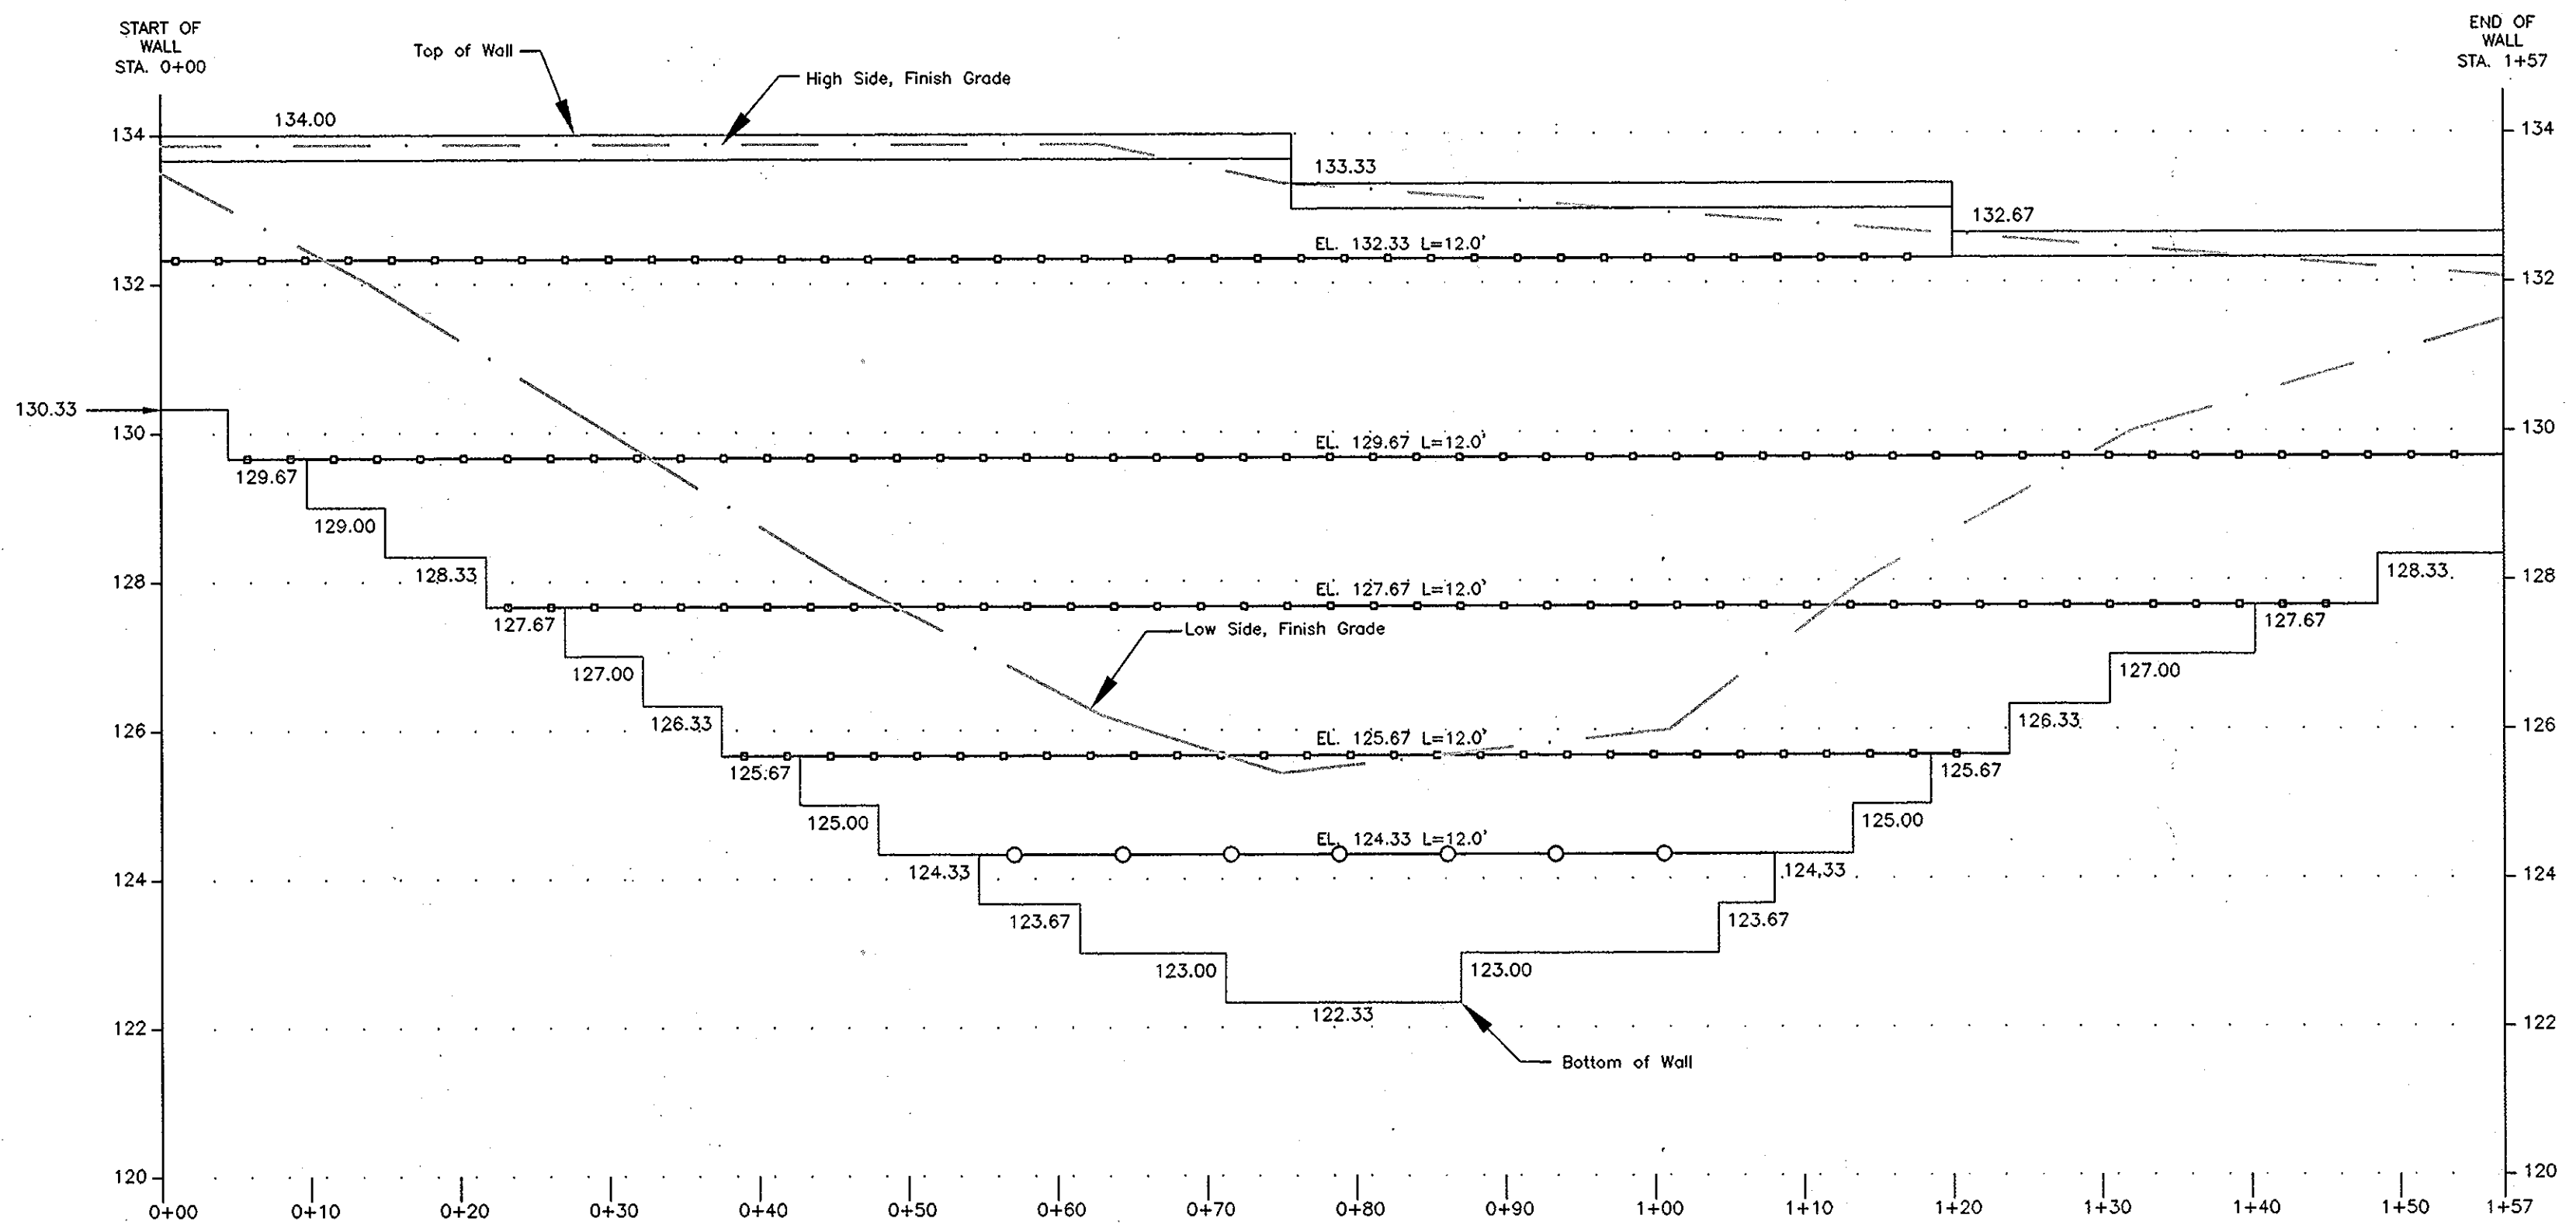 START OF
WALL
STA. 0+00
END OF
WALL
STA. 1+57
Top of Wall
High Side, Finish Grade
134.00
134
134
133.33
132.67
EL. 132.33 L=12.0'
132
132
130.33
130
130
EL. 129.67 L=12.0'
129.67
129.00
128.33
128.33
128
128
EL. 127.67 L=12.0'
127.67
127.67
Low Side, Finish Grade
127.00
127.00
126.33
126.33
126
126
EL. 125.67 L=12.0'
125.67
125.67
125.00
125.00
EL. 124.33 L=12.0'
124.33
124.33
124
124
123.67
123.67
123.00
123.00
122.33
122
122
Bottom of Wall
120
120
0+00 0+10 0+20 0+30 0+40 0+50 0+60 0+70 0+80 0+90 1+00 1+10 1+20 1+30 1+40 1+50 1+57